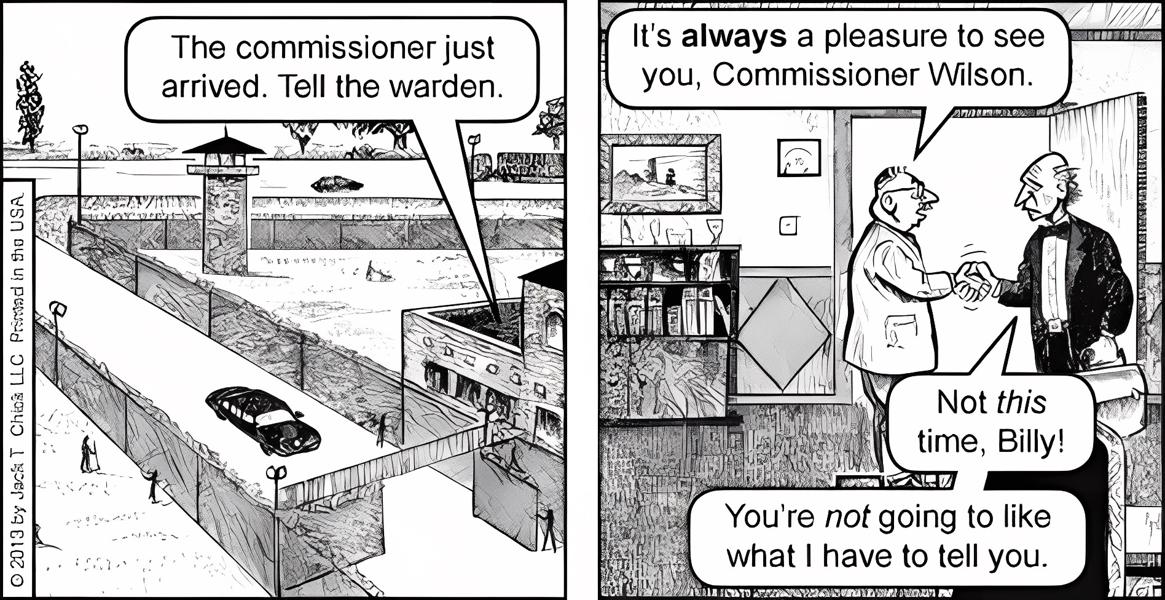 The commissioner just
arrived. Tell the warden.
© 2013 by Jack T. Chick LLC Printed in the USA
It's always a pleasure to see
you, Commissioner Wilson.
Not this
time, Billy!
You're not going to like
what I have to tell you.